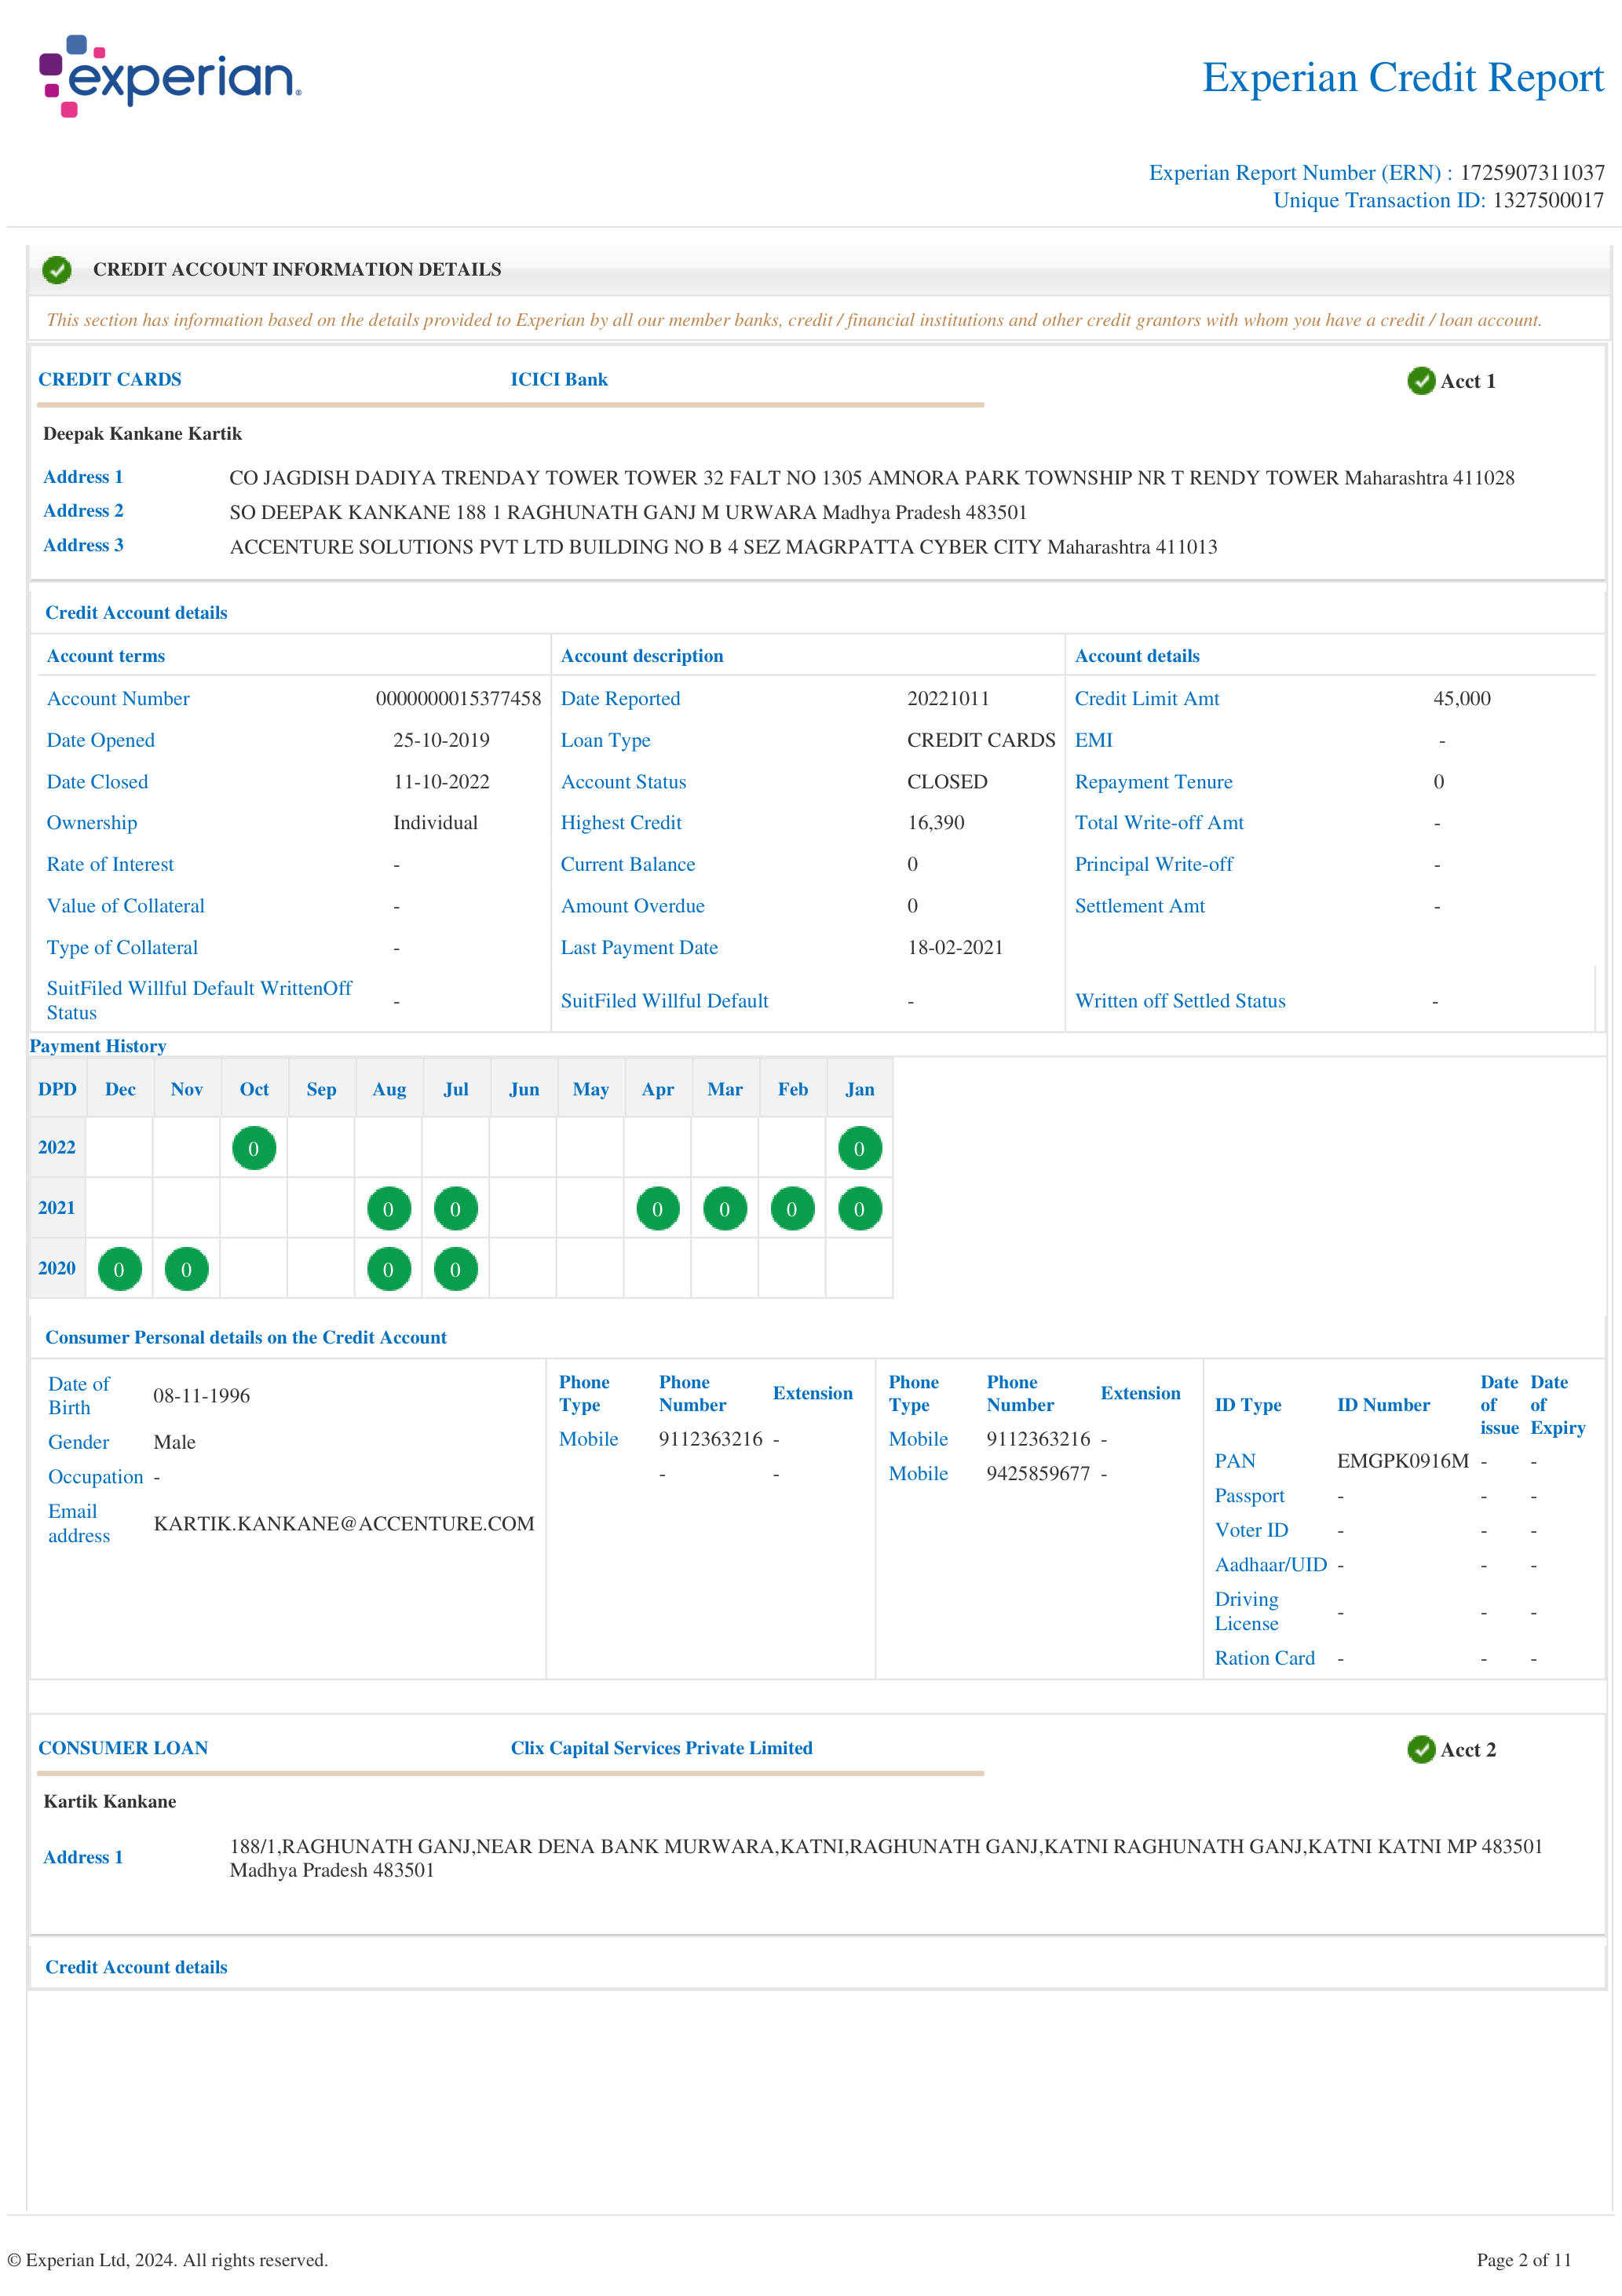 experian.
Experian Credit Report
Experian Report Number (ERN) : 1725907311037
Unique Transaction ID: 1327500017
CREDIT ACCOUNT INFORMATION DETAILS
This section has information based on the details provided to Experian by all our member banks, credit / financial institutions and other credit grantors with whom you have a credit / loan account.
CREDIT CARDS ICICI Bank Acct 1
Deepak Kankane Kartik
Address 1 CO JAGDISH DADIYA TRENDAY TOWER TOWER 32 FALT NO 1305 AMNORA PARK TOWNSHIP NR T RENDY TOWER Maharashtra 411028
Address 2 SO DEEPAK KANKANE 188 1 RAGHUNATH GANJ M URWARA Madhya Pradesh 483501
Address 3 ACCENTURE SOLUTIONS PVT LTD BUILDING NO B 4 SEZ MAGRPATTA CYBER CITY Maharashtra 411013
Credit Account details
Account terms Account description Account details
Account Number 0000000015377458 Date Reported 20221011 Credit Limit Amt 45,000
Date Opened 25-10-2019 Loan Type CREDIT CARDS EMI -
Date Closed 11-10-2022 Account Status CLOSED Repayment Tenure 0
Ownership Individual Highest Credit 16,390 Total Write-off Amt -
Rate of Interest - Current Balance 0 Principal Write-off -
Value of Collateral - Amount Overdue 0 Settlement Amt -
Type of Collateral - Last Payment Date 18-02-2021
SuitFiled Willful Default WrittenOff
Status - SuitFiled Willful Default - Written off Settled Status -
Payment History
DPD Dec Nov Oct Sep Aug Jul Jun May Apr Mar Feb Jan
2022 0 0
2021 0 0 0 0 0 0
2020 0 0 0 0
Consumer Personal details on the Credit Account
Date of
Birth 08-11-1996
Gender Male
Occupation -
Email
address KARTIK.KANKANE@ACCENTURE.COM
Phone Type Phone Number Extension
Mobile 9112363216 -
- -
Phone Type Phone Number Extension
Mobile 9112363216 -
Mobile 9425859677 -
ID Type ID Number Date of issue Date of Expiry
PAN EMGPK0916M - -
Passport - - -
Voter ID - - -
Aadhaar/UID - - -
Driving
License - - -
Ration Card - - -
CONSUMER LOAN Clix Capital Services Private Limited Acct 2
Kartik Kankane
Address 1 188/1,RAGHUNATH GANJ,NEAR DENA BANK MURWARA,KATNI,RAGHUNATH GANJ,KATNI RAGHUNATH GANJ,KATNI KATNI MP 483501
Madhya Pradesh 483501
Credit Account details
© Experian Ltd, 2024. All rights reserved. Page 2 of 11